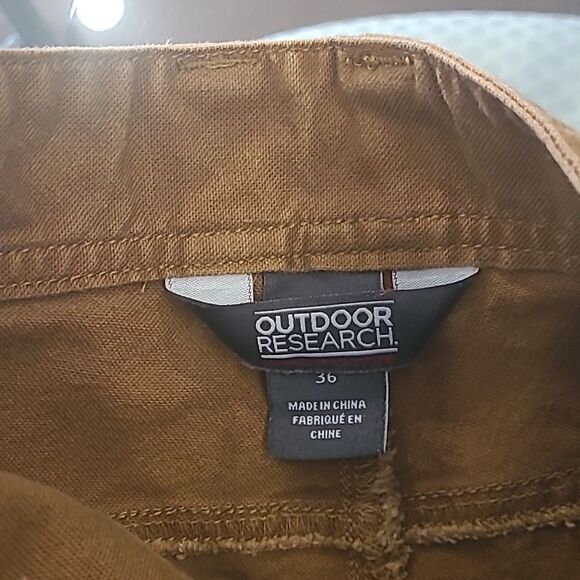 OUTDOOR
RESEARCH.
36
MADE IN CHINA
FABRIQUÉ EN
CHINE